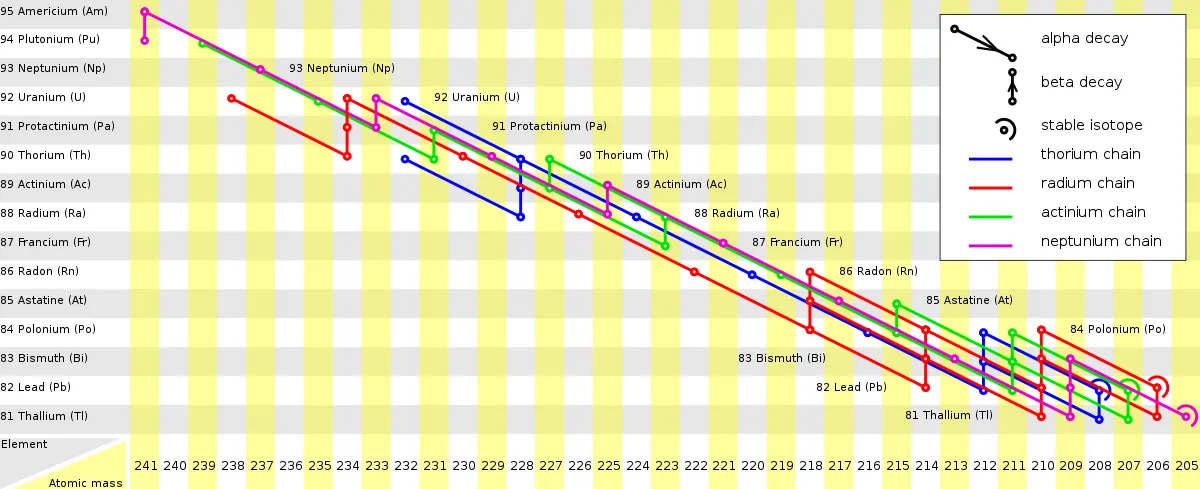 95 Americium (Am)
94 Plutonium (Pu)
93 Neptunium (Np)
93 Neptunium (Np)
92 Uranium (U)
92 Uranium (U)
91 Protactinium (Pa)
91 Protactinium (Pa)
90 Thorium (Th)
90 Thorium (Th)
89 Actinium (Ac)
89 Actinium (Ac)
88 Radium (Ra)
88 Radium (Ra)
87 Francium (Fr)
87 Francium (Fr)
86 Radon (Rn)
86 Radon (Rn)
85 Astatine (At)
85 Astatine (At)
84 Polonium (Po)
84 Polonium (Po)
83 Bismuth (Bi)
83 Bismuth (Bi)
82 Lead (Pb)
82 Lead (Pb)
81 Thallium (Tl)
81 Thallium (Tl)
alpha decay
beta decay
stable isotope
thorium chain
radium chain
actinium chain
neptunium chain
Element
241 240 239 238 237 236 235 234 233 232 231 230 229 228 227 226 225 224 223 222 221 220 219 218 217 216 215 214 213 212 211 210 209 208 207 206 205
Atomic mass